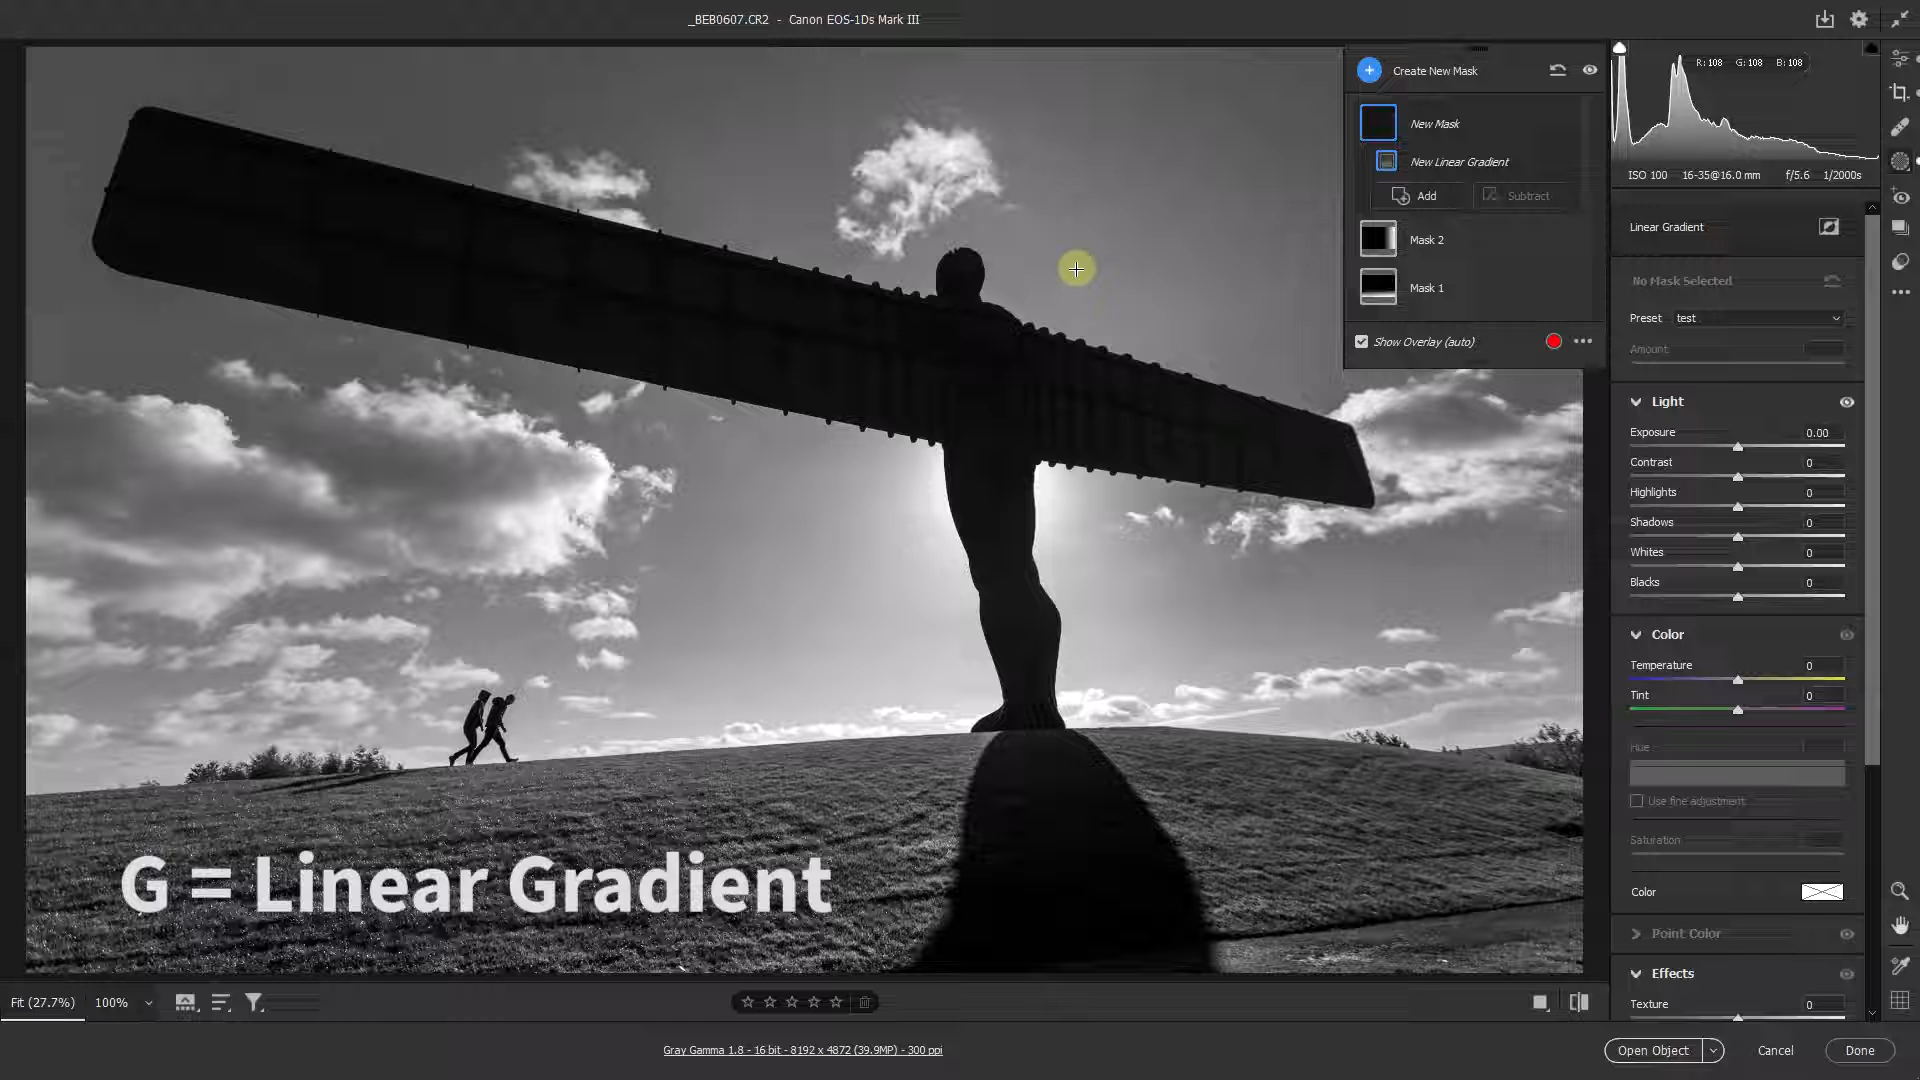 _BEB0607.CR2 - Canon EOS-1Ds Mark III
Create New Mask
New Mask
New Linear Gradient
Add
Subtract
Mask 2
Mask 1
Show Overlay (auto)
R: 108 G: 108 B: 108
ISO 100 16-35@16.0 mm f/5.6 1/2000s
Linear Gradient
No Mask Selected
Preset test
Amount
Light
Exposure 0.00
Contrast 0
Highlights 0
Shadows 0
Whites 0
Blacks 0
Color
Temperature 0
Tint 0
Hue
Use fine adjustment
Saturation
Color
Point Color
Effects
Texture 0
G = Linear Gradient
Fit (27.7%) 100%
Gray Gamma 1.8 - 16 bit - 8192 x 4872 (39.9MP) - 300 ppi
Open Object
Cancel
Done